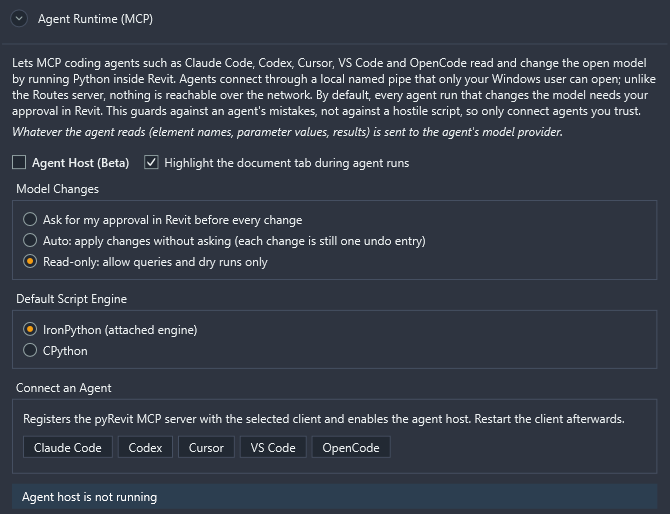 Agent Runtime (MCP)
Lets MCP coding agents such as Claude Code, Codex, Cursor, VS Code and OpenCode read and change the open model
by running Python inside Revit. Agents connect through a local named pipe that only your Windows user can open; unlike
the Routes server, nothing is reachable over the network. By default, every agent run that changes the model needs your
approval in Revit. This guards against an agent's mistakes, not against a hostile script, so only connect agents you trust.
Whatever the agent reads (element names, parameter values, results) is sent to the agent's model provider.
Agent Host (Beta) Highlight the document tab during agent runs
Model Changes
Ask for my approval in Revit before every change
Auto: apply changes without asking (each change is still one undo entry)
Read-only: allow queries and dry runs only
Default Script Engine
IronPython (attached engine)
CPython
Connect an Agent
Registers the pyRevit MCP server with the selected client and enables the agent host. Restart the client afterwards.
Claude Code Codex Cursor VS Code OpenCode
Agent host is not running